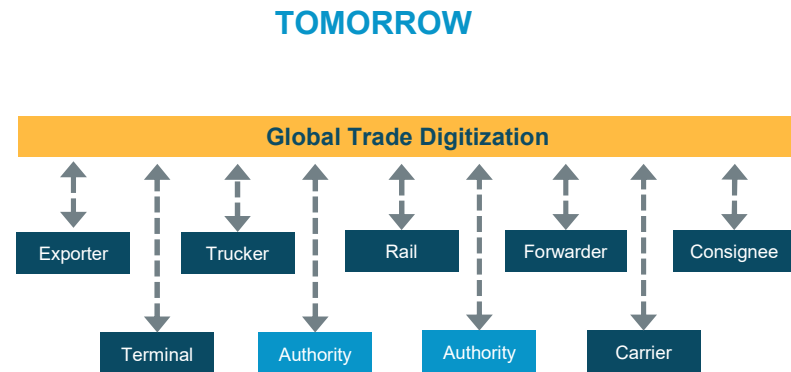 TOMORROW
Global Trade Digitization
Exporter
Trucker
Rail
Forwarder
Consignee
Terminal
Authority
Authority
Carrier